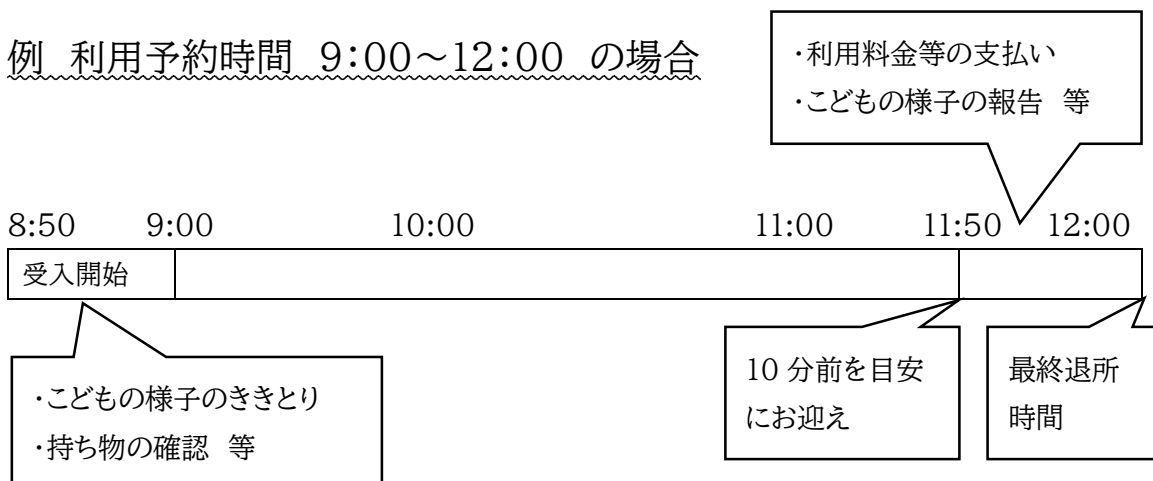 例 利用予約時間 9:00~12:00 の場合
・利用料金等の支払い
・こどもの様子の報告 等
8:50 9:00 10:00 11:00 11:50 12:00
受入開始
・こどもの様子のききとり
・持ち物の確認 等
10 分前を目安
にお迎え
最終退所
時間